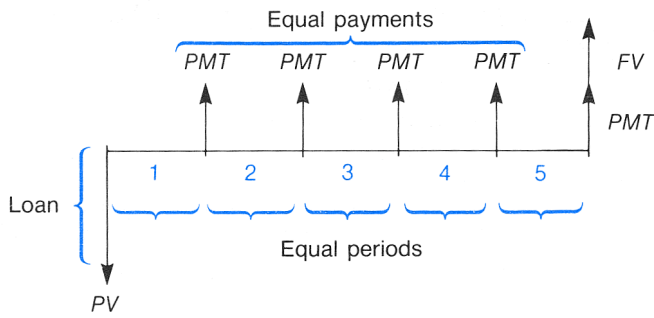 Equal payments
PMT PMT PMT PMT FV
PMT
1 2 3 4 5
Loan
Equal periods
PV